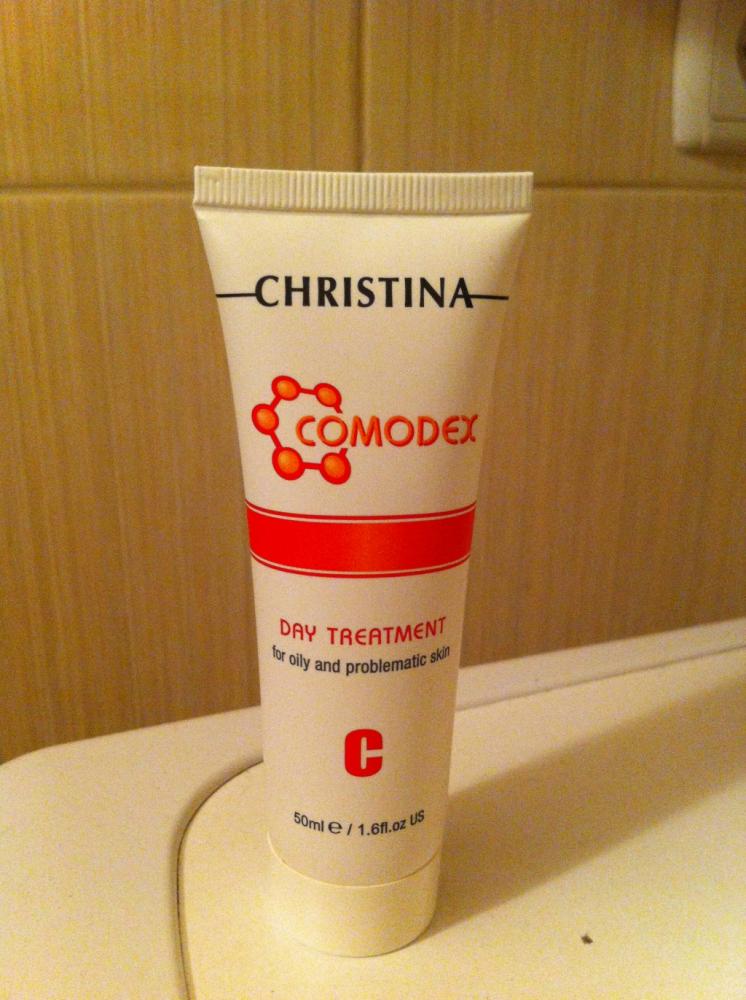 CHRISTINA
COMODEX
DAY TREATMENT
for oily and problematic skin
C
50ml ℮ / 1.6fl.oz US